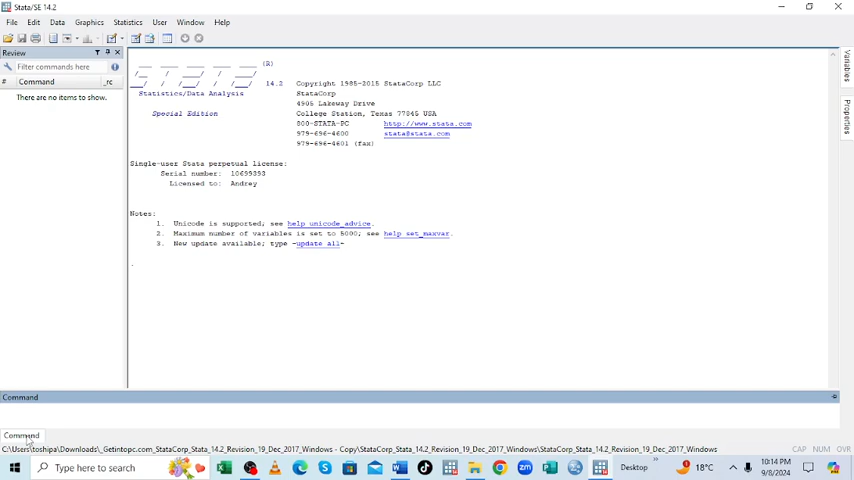 Stata/SE 14.2
File Edit Data Graphics Statistics User Window Help
Review
Filter commands here
# Command _rc
There are no items to show.
(R)
14.2 Copyright 1985-2015 StataCorp LLC
Statistics/Data Analysis StataCorp
4905 Lakeway Drive
Special Edition College Station, Texas 77845 USA
800-STATA-PC http://www.stata.com
979-696-4600 stata@stata.com
979-696-4601 (fax)
Single-user Stata perpetual license:
Serial number: 10699393
Licensed to: Andrey
Notes:
1. Unicode is supported; see help unicode_advice.
2. Maximum number of variables is set to 5000; see help set_maxvar.
3. New update available; type -update all-
.
Variables
Properties
Command
Command
C:\Users\toshipa\Downloads\_Getintopc.com_StataCorp_Stata_14.2_Revision_19_Dec_2017_Windows - Copy\StataCorp_Stata_14.2_Revision_19_Dec_2017_Windows\StataCorp_Stata_14.2_Revision_19_Dec_2017_Windows
CAP NUM OVR
Type here to search
Desktop
18°C
10:14 PM
9/8/2024